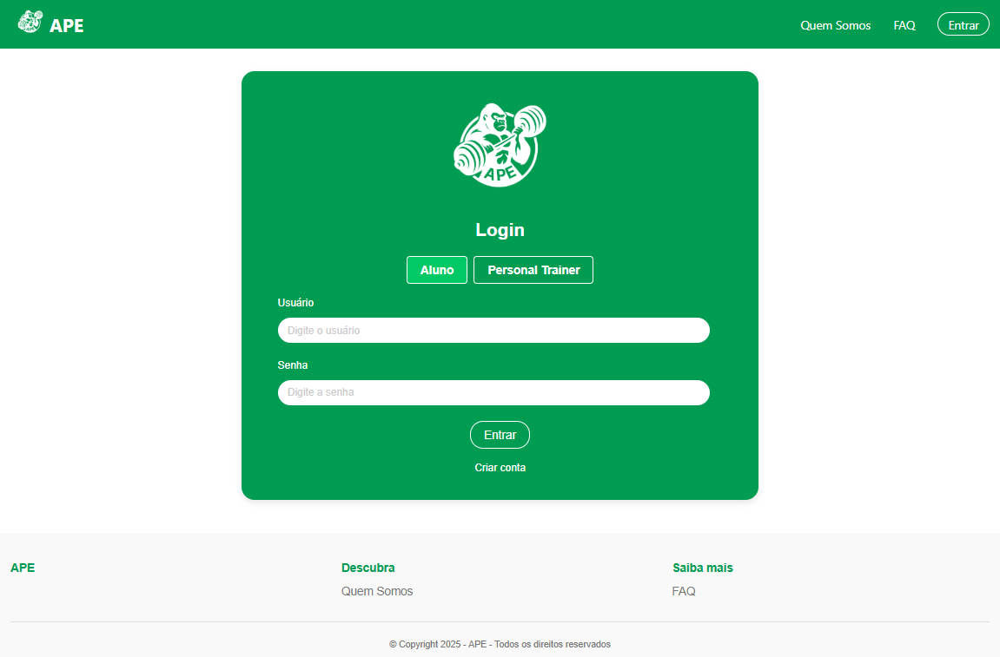 APE
APE
Quem Somos
FAQ
Entrar
APE
Login
Aluno
Personal Trainer
Usuário
Digite o usuário
Senha
Digite a senha
Entrar
Criar conta
APE
Descubra
Quem Somos
Saiba mais
FAQ
© Copyright 2025 - APE - Todos os direitos reservados